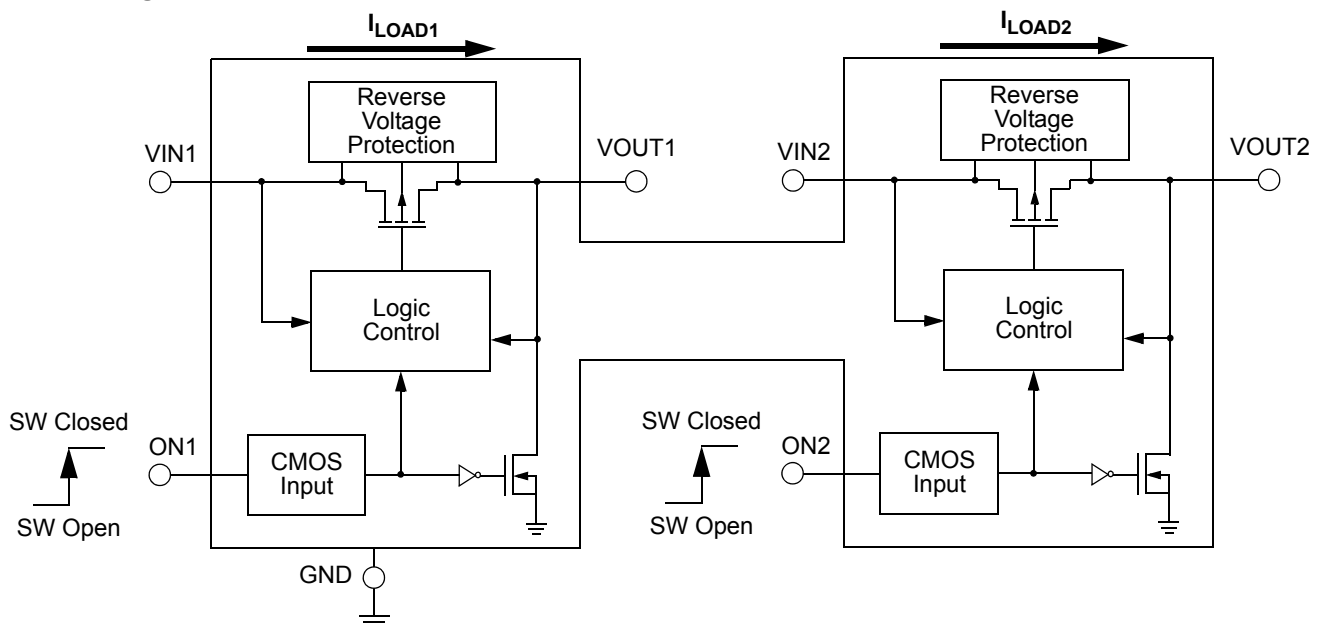 ILOAD1
Reverse
Voltage
Protection
VIN1
VOUT1
Logic
Control
SW Closed
ON1
CMOS
Input
SW Open
GND
ILOAD2
Reverse
Voltage
Protection
VIN2
VOUT2
Logic
Control
SW Closed
ON2
CMOS
Input
SW Open